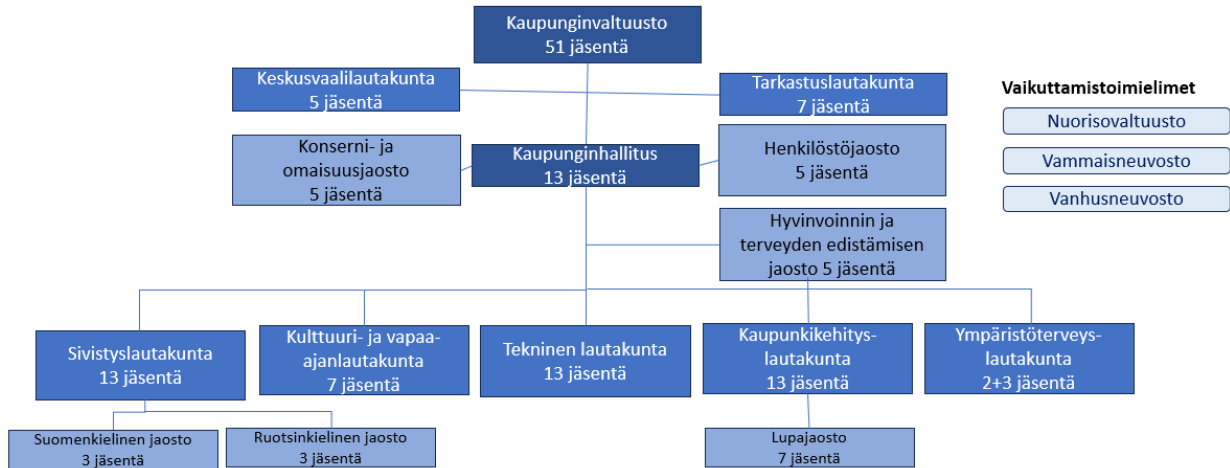 Kaupunginvaltuusto
51 jäsentä
Keskusvaalilautakunta
5 jäsentä
Tarkastuslautakunta
7 jäsentä
Vaikuttamistoimielimet
Nuorisovaltuusto
Vammaisneuvosto
Vanhusneuvosto
Konserni- ja
omaisuusjaosto
5 jäsentä
Kaupunginhallitus
13 jäsentä
Henkilöstöjaosto
5 jäsentä
Hyvinvoinnin ja
terveyden edistämisen
jaosto 5 jäsentä
Sivistyslautakunta
13 jäsentä
Kulttuuri- ja vapaa-
ajanlautakunta
7 jäsentä
Tekninen lautakunta
13 jäsentä
Kaupunkikehitys-
lautakunta
13 jäsentä
Ympäristöterveys-
lautakunta
2+3 jäsentä
Suomenkielinen jaosto
3 jäsentä
Ruotsinkielinen jaosto
3 jäsentä
Lupajaosto
7 jäsentä